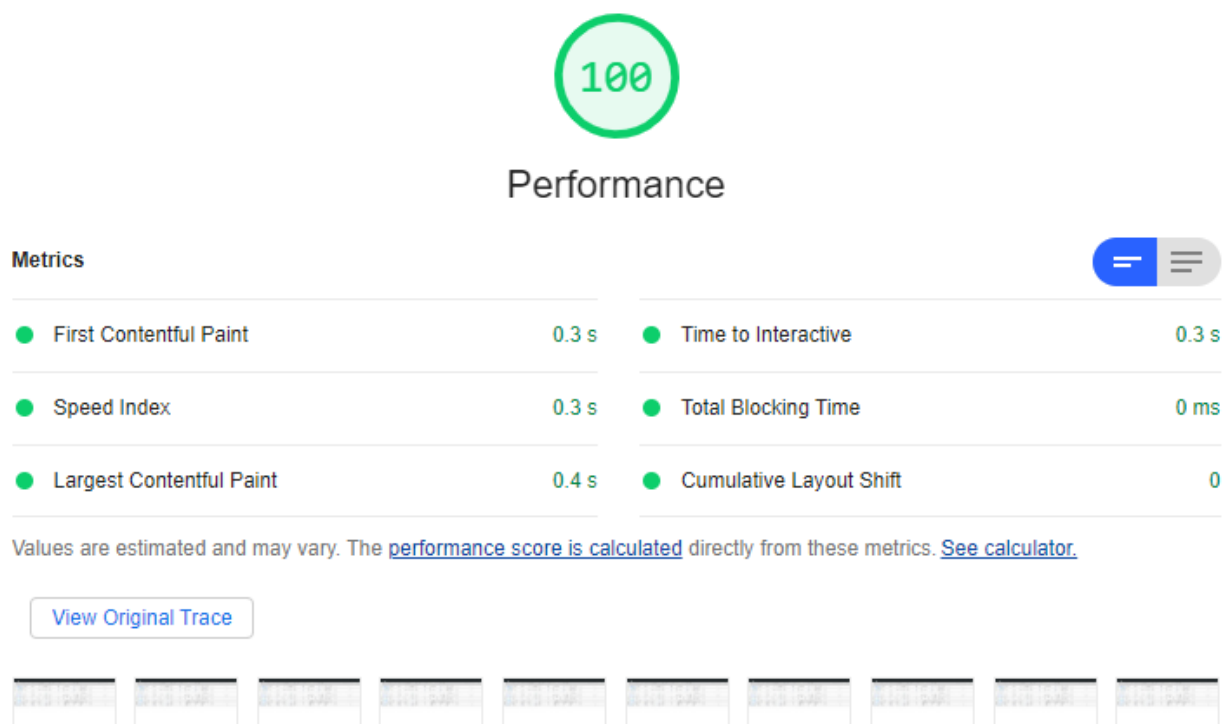 100
Performance
Metrics
First Contentful Paint 0.3 s
Time to Interactive 0.3 s
Speed Index 0.3 s
Total Blocking Time 0 ms
Largest Contentful Paint 0.4 s
Cumulative Layout Shift 0
Values are estimated and may vary. The performance score is calculated directly from these metrics. See calculator.
View Original Trace